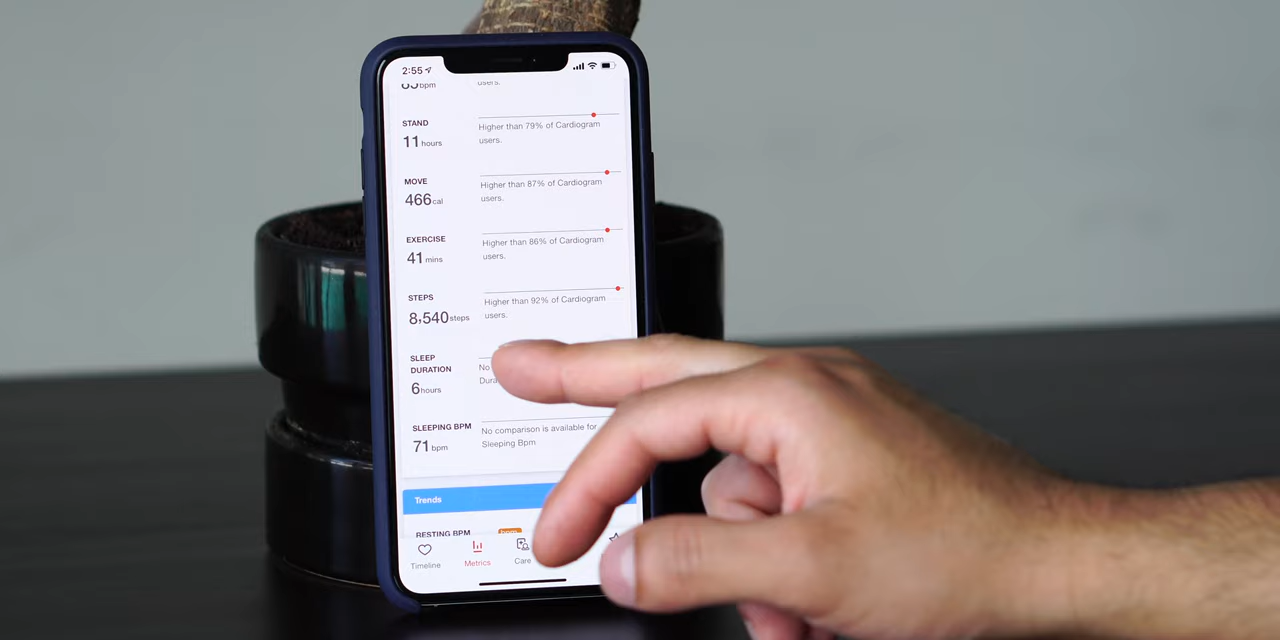 2:55
bpm
users.
STAND
11 hours
Higher than 79% of Cardiogram
users.
MOVE
466 cal
Higher than 87% of Cardiogram
users.
EXERCISE
41 mins
Higher than 86% of Cardiogram
users.
STEPS
8,540 steps
Higher than 92% of Cardiogram
users.
SLEEP
DURATION
6 hours
No
SLEEPING BPM
71 bpm
No comparison is available for
Sleeping Bpm
Trends
RESTING BPM
Timeline
Metrics
Care